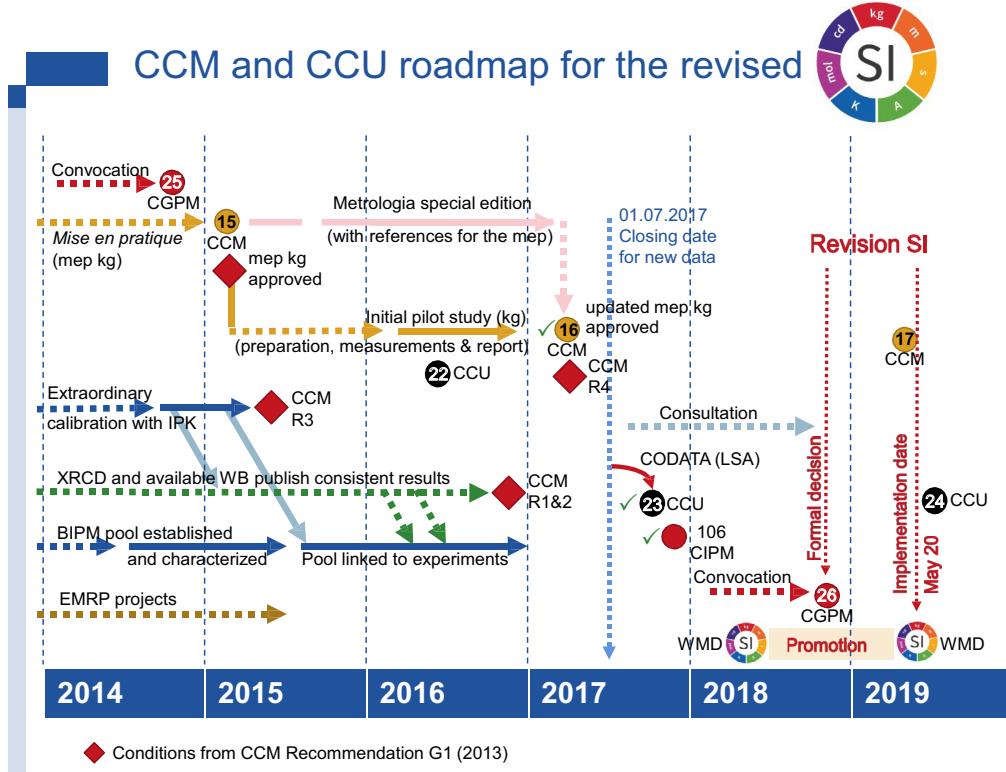 CCM and CCU roadmap for the revised
SI
kg
m
s
A
K
mol
cd
Convocation
25
CGPM
Mise en pratique
(mep kg)
15
CCM
mep kg
approved
Metrologia special edition
(with references for the mep)
01.07.2017
Closing date
for new data
Revision SI
Initial pilot study (kg)
(preparation, measurements & report)
16
CCM
updated mep kg
approved
17
CCM
22
CCU
CCM
R4
Extraordinary
calibration with IPK
CCM
R3
Consultation
CODATA (LSA)
XRCD and available WB publish consistent results
CCM
R1&2
23
CCU
24
CCU
Formal decision
Implementation date
May 20
BIPM pool established
and characterized
Pool linked to experiments
106
CIPM
Convocation
26
CGPM
EMRP projects
WMD
SI
Promotion
SI
WMD
2014
2015
2016
2017
2018
2019
Conditions from CCM Recommendation G1 (2013)